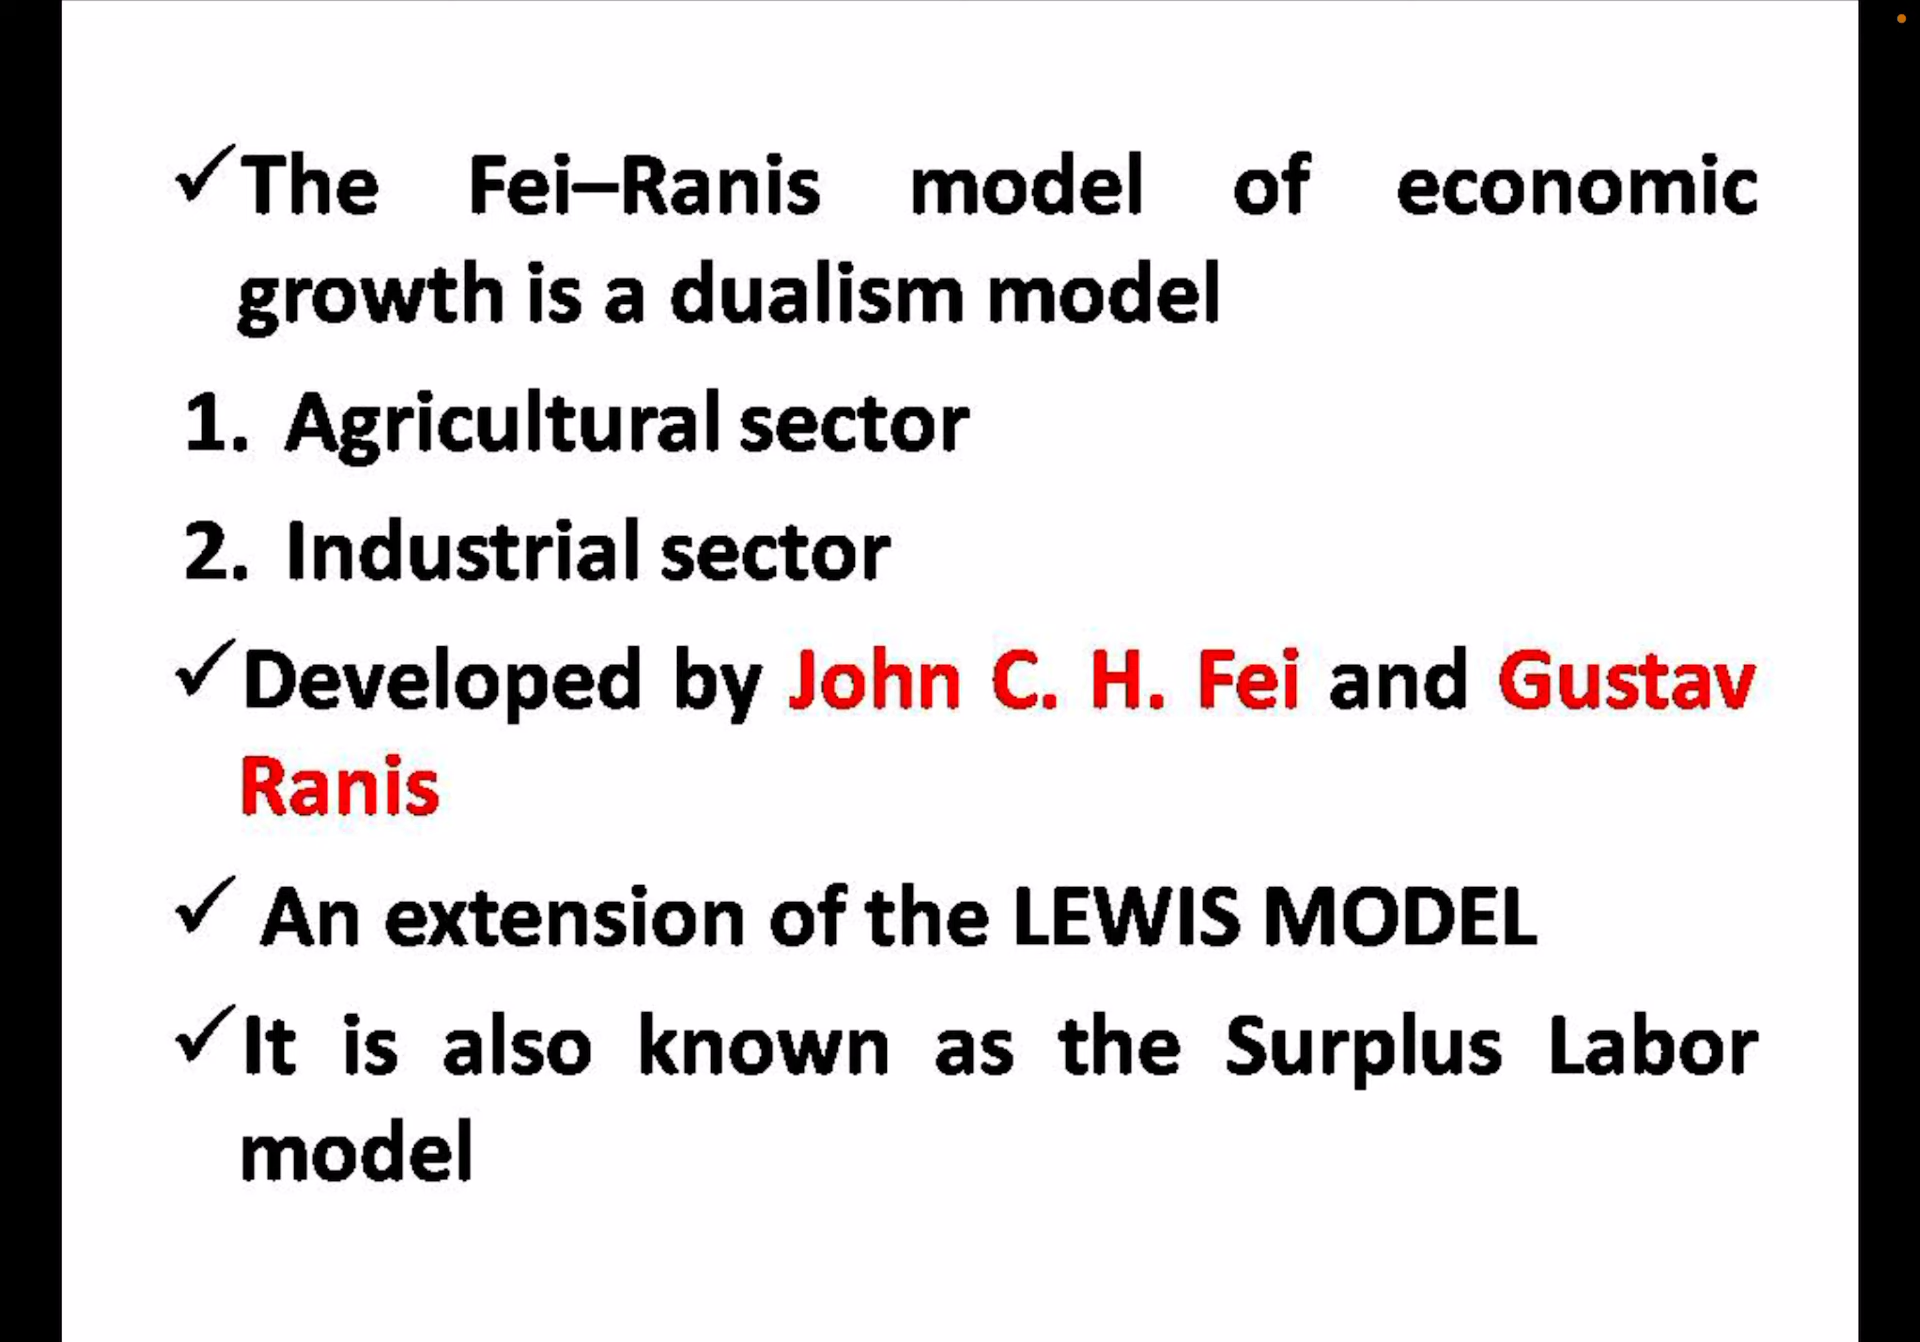 ✓The Fei–Ranis model of economic
growth is a dualism model
1. Agricultural sector
2. Industrial sector
✓Developed by John C. H. Fei and Gustav
Ranis
✓ An extension of the LEWIS MODEL
✓It is also known as the Surplus Labor
model